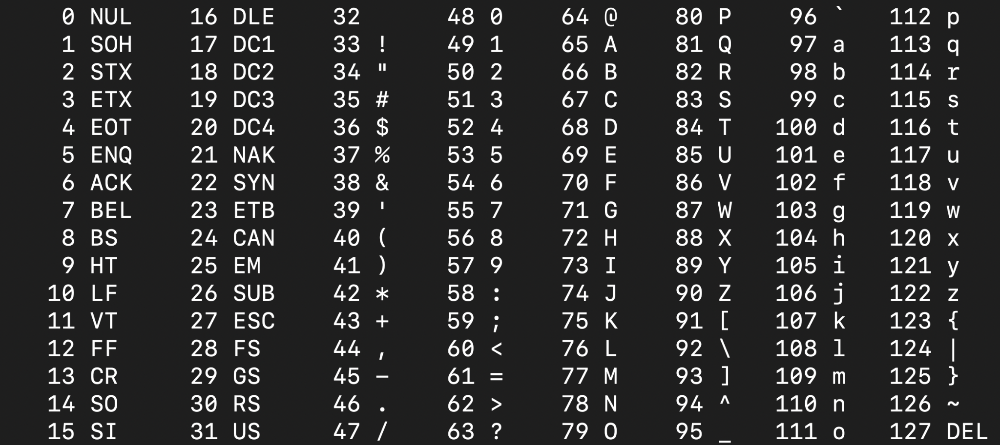 0 NUL 16 DLE 32 48 0 64 @ 80 P 96 ` 112 p
1 SOH 17 DC1 33 ! 49 1 65 A 81 Q 97 a 113 q
2 STX 18 DC2 34 " 50 2 66 B 82 R 98 b 114 r
3 ETX 19 DC3 35 # 51 3 67 C 83 S 99 c 115 s
4 EOT 20 DC4 36 $ 52 4 68 D 84 T 100 d 116 t
5 ENQ 21 NAK 37 % 53 5 69 E 85 U 101 e 117 u
6 ACK 22 SYN 38 & 54 6 70 F 86 V 102 f 118 v
7 BEL 23 ETB 39 ' 55 7 71 G 87 W 103 g 119 w
8 BS 24 CAN 40 ( 56 8 72 H 88 X 104 h 120 x
9 HT 25 EM 41 ) 57 9 73 I 89 Y 105 i 121 y
10 LF 26 SUB 42 * 58 : 74 J 90 Z 106 j 122 z
11 VT 27 ESC 43 + 59 ; 75 K 91 [ 107 k 123 {
12 FF 28 FS 44 , 60 < 76 L 92 \ 108 l 124 |
13 CR 29 GS 45 - 61 = 77 M 93 ] 109 m 125 }
14 SO 30 RS 46 . 62 > 78 N 94 ^ 110 n 126 ~
15 SI 31 US 47 / 63 ? 79 O 95 _ 111 o 127 DEL